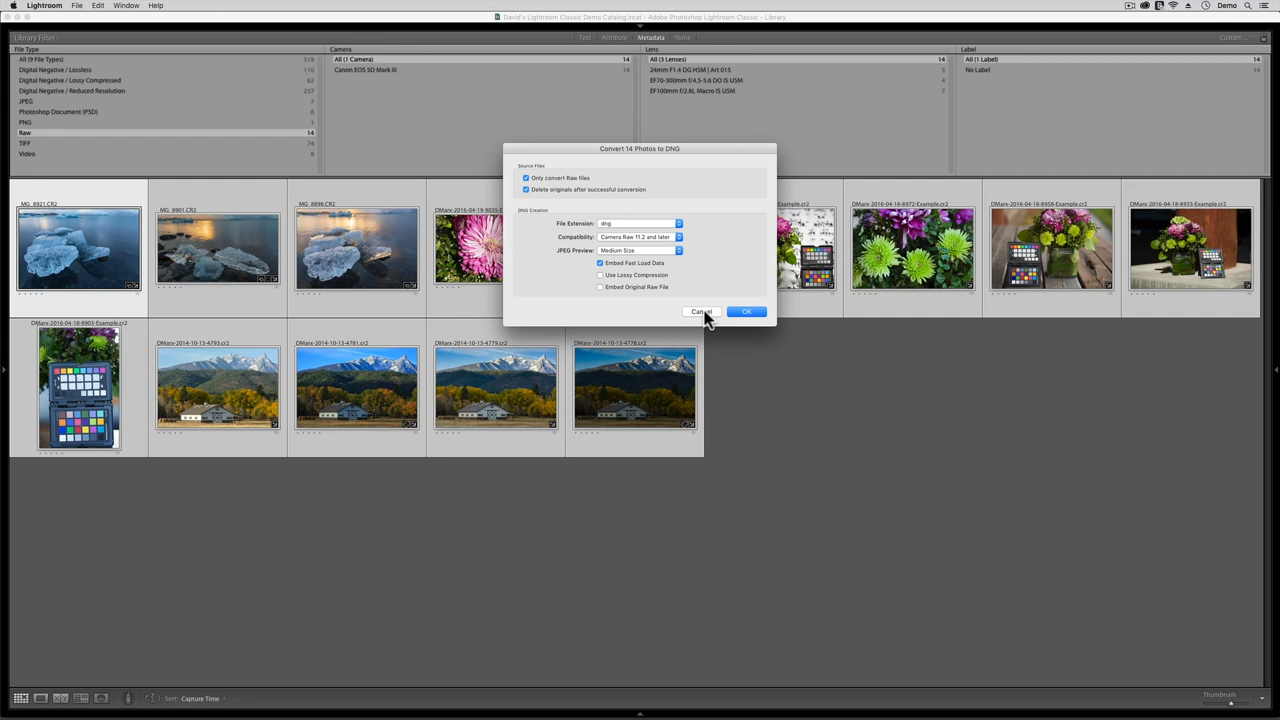 Lightroom File Edit Window Help Demo
David's Lightroom Classic Demo Catalog.lrcat - Adobe Photoshop Lightroom Classic - Library
Library Filter Text Attribute Metadata None Custom...
File Type Camera Lens Label
All (9 File Types) 519 All (1 Camera) 14 All (3 Lenses) 14 All (1 Label) 14
Digital Negative / Lossless 110 Canon EOS 5D Mark III 14 24mm F1.4 DG HSM | Art 015 3 No Label 14
Digital Negative / Lossy Compressed 62 EF70-300mm f/4.5-5.6 DO IS USM 4
Digital Negative / Reduced Resolution 237 EF100mm f/2.8L Macro IS USM 7
JPEG 7
Photoshop Document (PSD) 6
PNG 1
Raw 14
TIFF 74
Video 8
Convert 14 Photos to DNG
Source Files
Only convert Raw files
Delete originals after successful conversion
DNG Creation
File Extension: dng
Compatibility: Camera Raw 11.2 and later
JPEG Preview: Medium Size
Embed Fast Load Data
Use Lossy Compression
Embed Original Raw File
Cancel OK
_MG_8921.CR2 _MG_8901.CR2 _MG_8898.CR2 DMarx-2016-04-19-9035-E xample.cr2 DMarx-2016-04-18-8972-Example.cr2 DMarx-2016-04-18-8958-Example.cr2 DMarx-2016-04-18-8933-Example.cr2
DMarx-2016-04-18-8903-Example.cr2 DMarx-2014-10-13-4793.cr2 DMarx-2014-10-13-4781.cr2 DMarx-2014-10-13-4779.cr2 DMarx-2014-10-13-4778.cr2
Sort: Capture Time Thumbnails